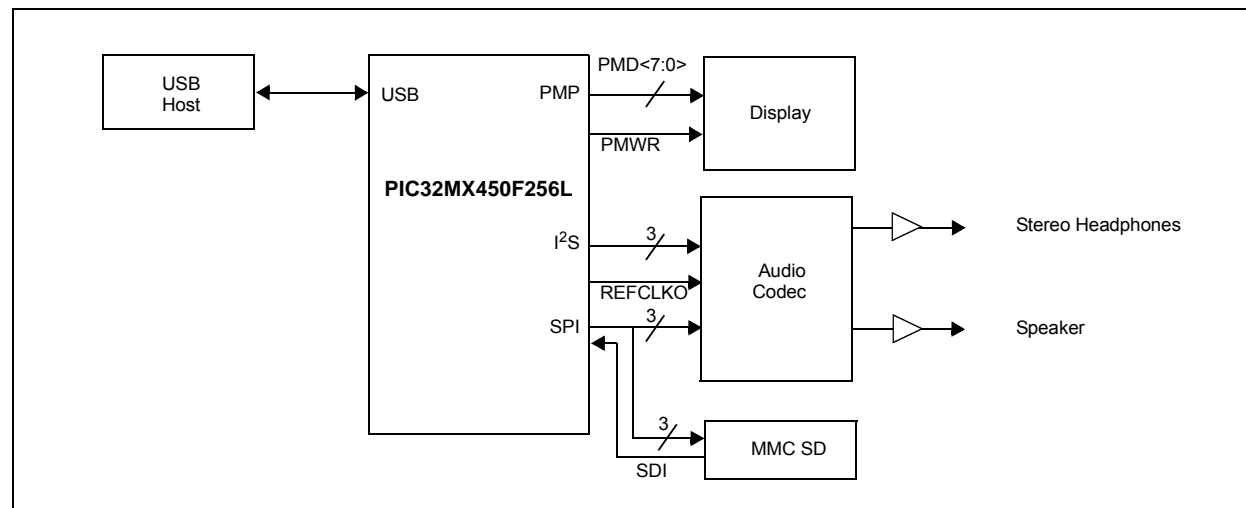 USB
Host
USB
PMP
PMD<7:0>
PMWR
Display
PIC32MX450F256L
I²S
3
REFCLKO
SPI
3
Audio
Codec
Stereo Headphones
Speaker
3
SDI
MMC SD